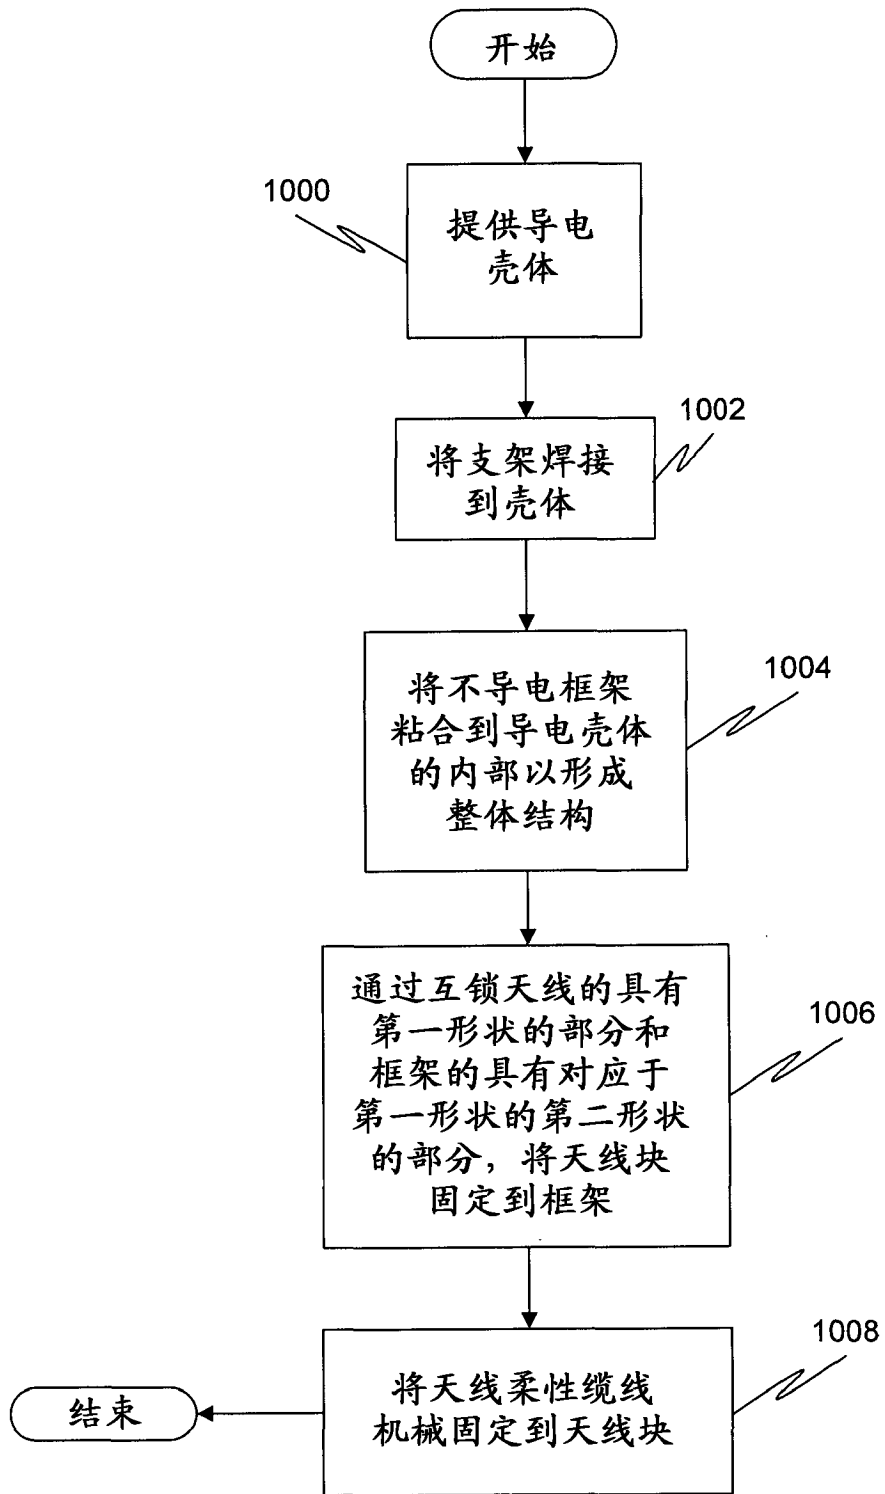 开始
1000
提供导电
壳体
1002
将支架焊接
到壳体
1004
将不导电框架
粘合到导电壳体
的内部以形成
整体结构
1006
通过互锁天线的具有
第一形状的部分和
框架的具有对应于
第一形状的第二形状
的部分，将天线块
固定到框架
1008
将天线柔性缆线
机械固定到天线块
结束